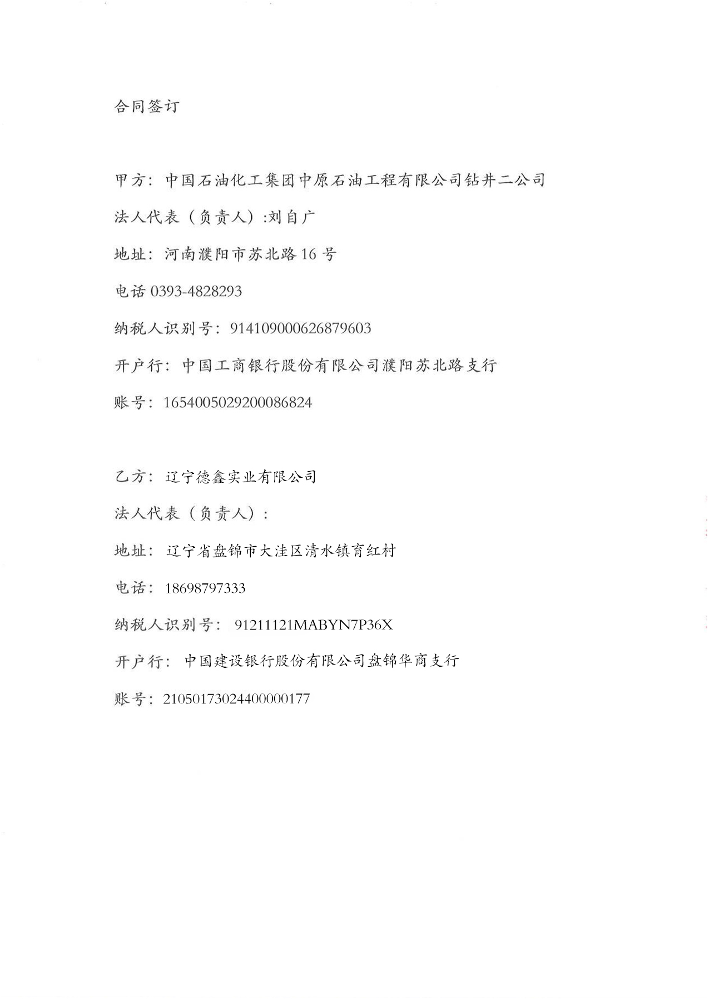 合同签订
甲方：中国石油化工集团中原石油工程有限公司钻井二公司
法人代表（负责人）:刘自广
地址：河南濮阳市苏北路 16 号
电话 0393-4828293
纳税人识别号：914109000626879603
开户行：中国工商银行股份有限公司濮阳苏北路支行
账号：1654005029200086824
乙方：辽宁德鑫实业有限公司
法人代表（负责人）:
地址：辽宁省盘锦市大洼区清水镇育红村
电话：18698797333
纳税人识别号：91211121MABYN7P36X
开户行：中国建设银行股份有限公司盘锦华商支行
账号：21050173024400000177